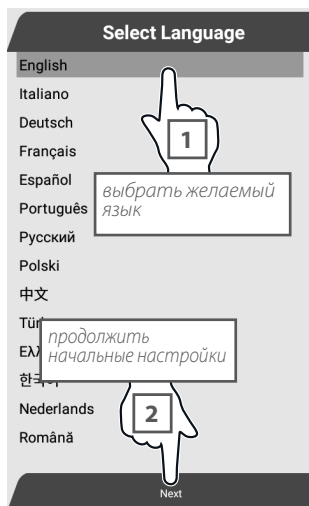 Select Language
English
Italiano
Deutsch
1
Français
Español
выбрать желаемый
язык
Português
Русский
Polski
中文
продолжить
начальные настройки
Nederlands
2
Română
Next